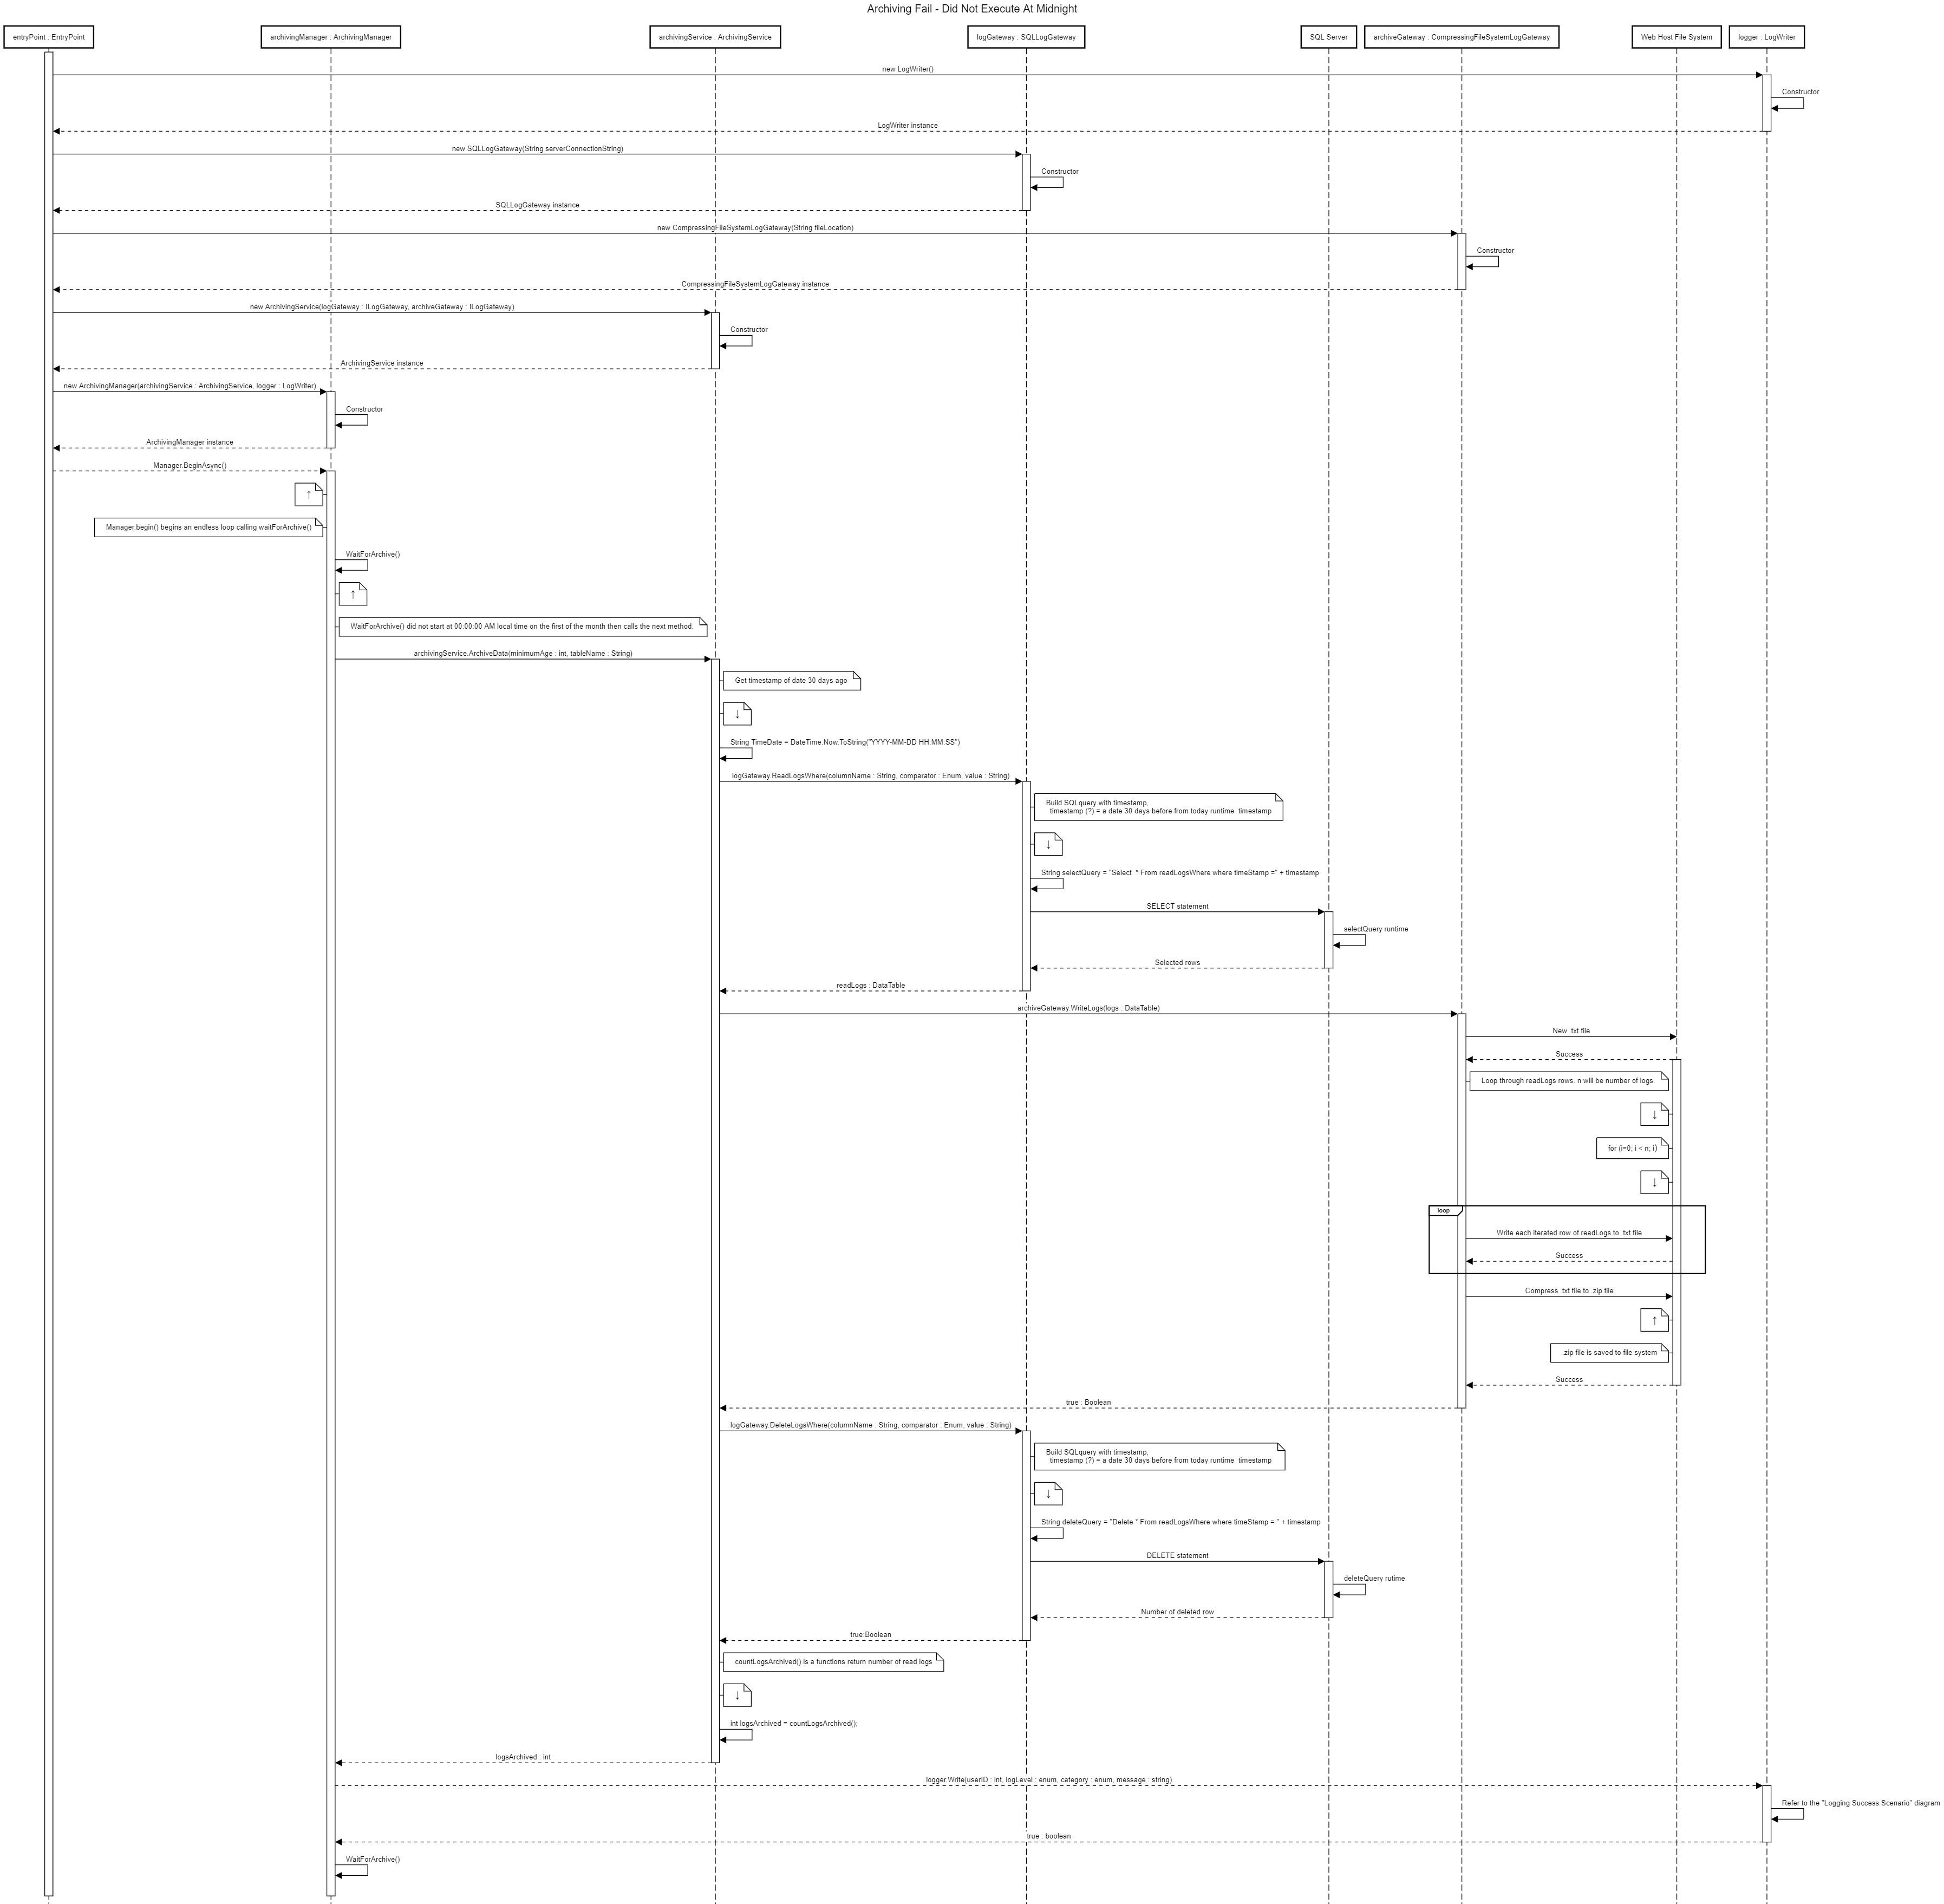 Archiving Fail - Did Not Execute At Midnight
entryPoint : EntryPoint
archivingManager : ArchivingManager
archivingService : ArchivingService
logGateway : SQLLogGateway
SQL Server
archiveGateway : CompressingFileSystemLogGateway
Web Host File System
logger : LogWriter
new LogWriter()
Constructor
LogWriter instance
new SQLLogGateway(String serverConnectionString)
Constructor
SQLLogGateway instance
new CompressingFileSystemLogGateway(String fileLocation)
Constructor
CompressingFileSystemLogGateway instance
new ArchivingService(logGateway : ILogGateway, archiveGateway : ILogGateway)
Constructor
ArchivingService instance
new ArchivingManager(archivingService : ArchivingService, logger : LogWriter)
Constructor
ArchivingManager instance
Manager.BeginAsync()
↑
Manager.begin() begins an endless loop calling waitForArchive()
WaitForArchive()
↑
WaitForArchive() did not start at 00:00:00 AM local time on the first of the month then calls the next method.
archivingService.ArchiveData(minimumAge : int, tableName : String)
Get timestamp of date 30 days ago
↓
String TimeDate = DateTime.Now.ToString("YYYY-MM-DD HH:MM:SS")
logGateway.ReadLogsWhere(columnName : String, comparator : Enum, value : String)
Build SQLquery with timestamp,
timestamp (?) = a date 30 days before from today runtime  timestamp
↓
String selectQuery = "Select  * From readLogsWhere where timeStamp =" + timestamp
SELECT statement
selectQuery runtime
Selected rows
readLogs : DataTable
archiveGateway.WriteLogs(logs : DataTable)
New .txt file
Success
Loop through readLogs rows. n will be number of logs.
↓
for (i=0; i < n; i)
↓
loop
Write each iterated row of readLogs to .txt file
Success
Compress .txt file to .zip file
↑
.zip file is saved to file system
Success
true : Boolean
logGateway.DeleteLogsWhere(columnName : String, comparator : Enum, value : String)
Build SQLquery with timestamp,
timestamp (?) = a date 30 days before from today runtime  timestamp
↓
String deleteQuery = "Delete * From readLogsWhere where timeStamp = " + timestamp
DELETE statement
deleteQuery rutime
Number of deleted row
true:Boolean
countLogsArchived() is a functions return number of read logs
↓
int logsArchived = countLogsArchived();
logsArchived : int
logger.Write(userID : int, logLevel : enum, category : enum, message : string)
Refer to the "Logging Success Scenario" diagram
true : boolean
WaitForArchive()